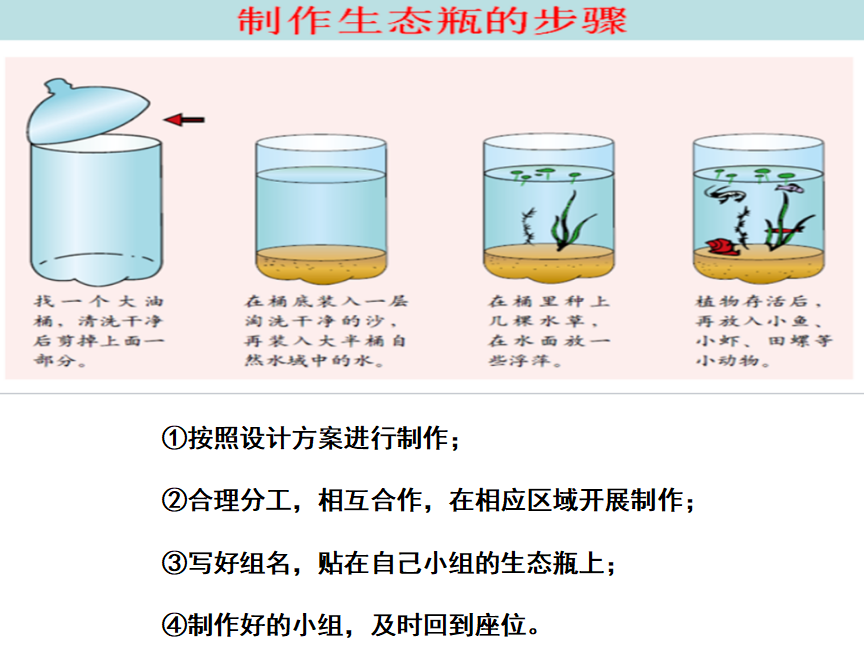 制作生态瓶的步骤
找一个大油
桶，清洗干净
后剪掉上面一
部分。
在桶底装入一层
淘洗干净的沙，
再装入大半桶自
然水域中的水。
在桶里种上
几棵水草，
在水面放一
些浮萍。
植物存活后，
再放入小鱼、
小虾、田螺等
小动物。
①按照设计方案进行制作；
②合理分工，相互合作，在相应区域开展制作；
③写好组名，贴在自己小组的生态瓶上；
④制作好的小组，及时回到座位。